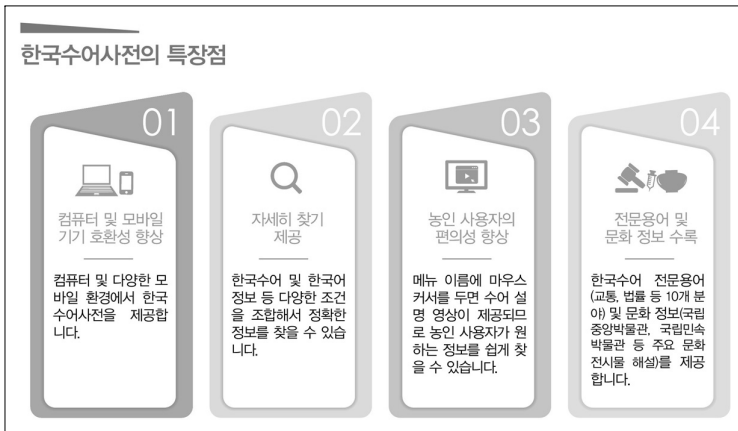 한국수어사전의 특장점
01
컴퓨터 및 모바일
기기 호환성 향상
컴퓨터 및 다양한 모
바일 환경에서 한국
수어사전을 제공합
니다.
02
자세히 찾기
제공
한국수어 및 한국어
정보 등 다양한 조건
을 조합해서 정확한
정보를 찾을 수 있습
니다.
03
농인 사용자의
편의성 향상
메뉴 이름에 마우스
커서를 두면 수어 설
명 영상이 제공되므
로 농인 사용자가 원
하는 정보를 쉽게 찾
을 수 있습니다.
04
전문용어 및
문화 정보 수록
한국수어 전문용어
(교통, 법률 등 10개 분
야) 및 문화 정보(국립
중앙박물관, 국립민속
박물관 등 주요 문화
전시물 해설)를 제공
합니다.